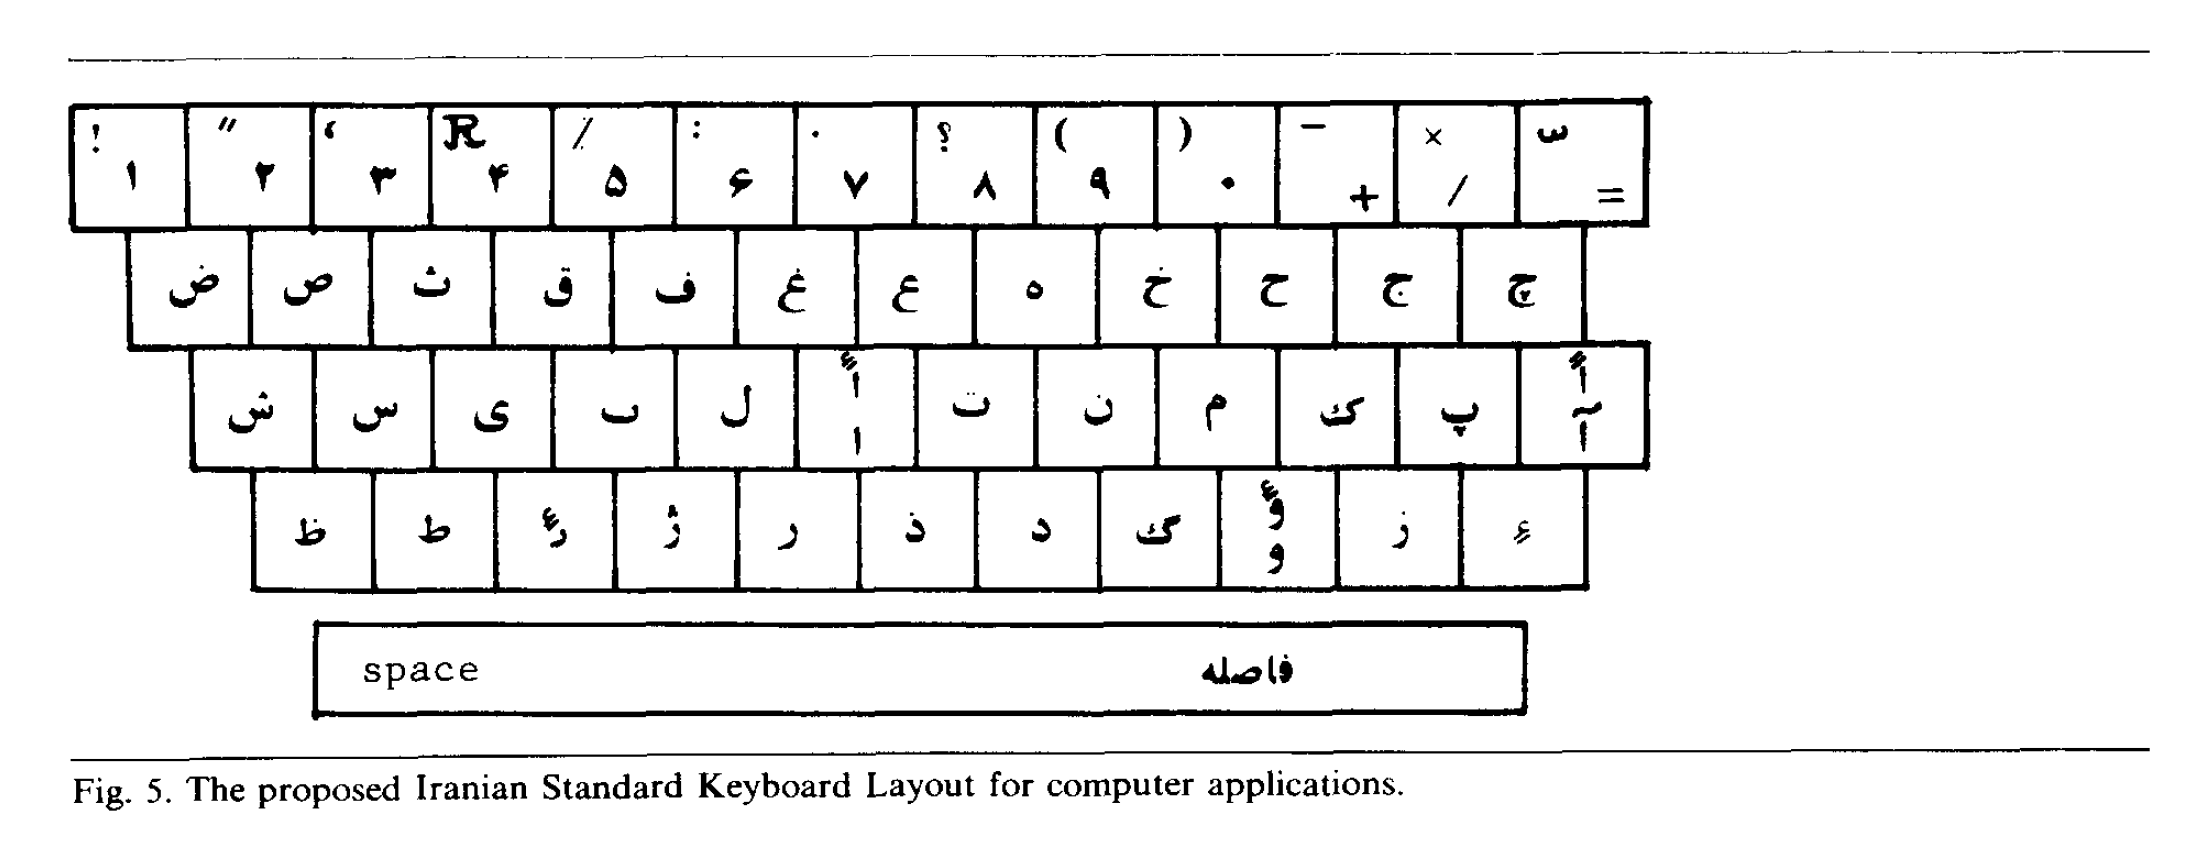 ! ۱ " ۲ ، ۳ R ۴ ٪ ۵ : ۶ . ۷ ؟ ۸ ( ۹ ) ۰ − + × / =
ض ص ث ق ف غ ع ه خ ح ج چ
ش س ی ب ل أ ا ت ن م ک پ أ آ
ظ ط ژ ر ذ د گ ؤ و ز ء
space فاصله
Fig. 5. The proposed Iranian Standard Keyboard Layout for computer applications.